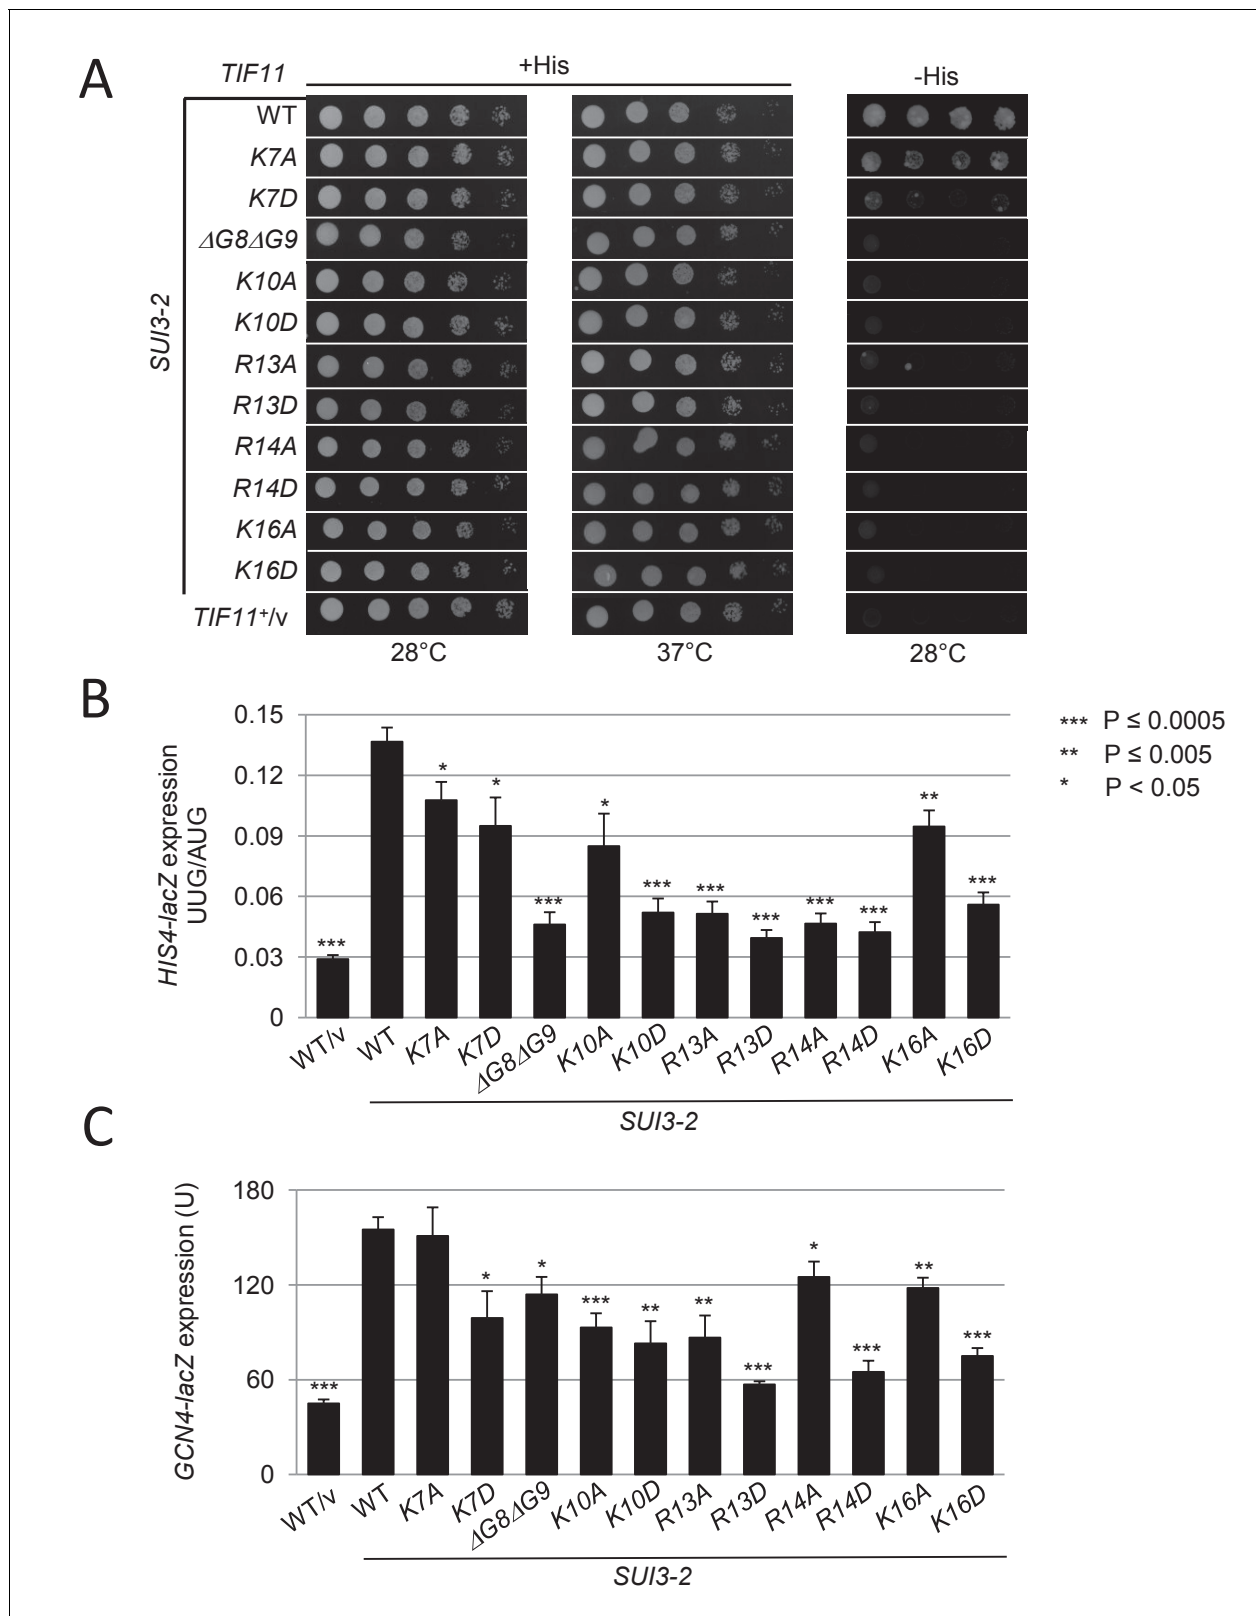 A
TIF11
+His
-His
SUI3-2
WT
K7A
K7D
ΔG8ΔG9
K10A
K10D
R13A
R13D
R14A
R14D
K16A
K16D
TIF11⁺/v
28°C
37°C
28°C
B
HIS4-lacZ expression
UUG/AUG
0.15
0.12
0.09
0.06
0.03
0
***
*
*
***
*
***
***
***
***
***
**
***
*** P ≤ 0.0005
** P ≤ 0.005
* P < 0.05
WT/v
WT
K7A
K7D
ΔG8ΔG9
K10A
K10D
R13A
R13D
R14A
R14D
K16A
K16D
SUI3-2
C
GCN4-lacZ expression (U)
180
120
60
0
***
*
*
***
**
**
***
*
***
**
***
WT/v
WT
K7A
K7D
ΔG8ΔG9
K10A
K10D
R13A
R13D
R14A
R14D
K16A
K16D
SUI3-2